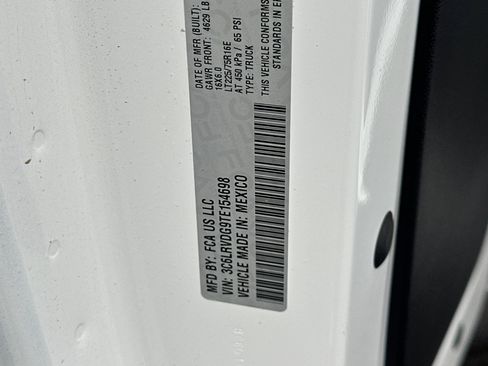 DATE OF MFR (BUILT):
GAWR FRONT: 4629 LB
16X6.0
LT225/75R16E
AT 450 kPa / 65 PSI
TYPE: TRUCK
THIS VEHICLE CONFORMS
STANDARDS IN
MFD BY: FCA US LLC
VIN: 3C6LRVDG9TE154698
VEHICLE MADE IN: MEXICO